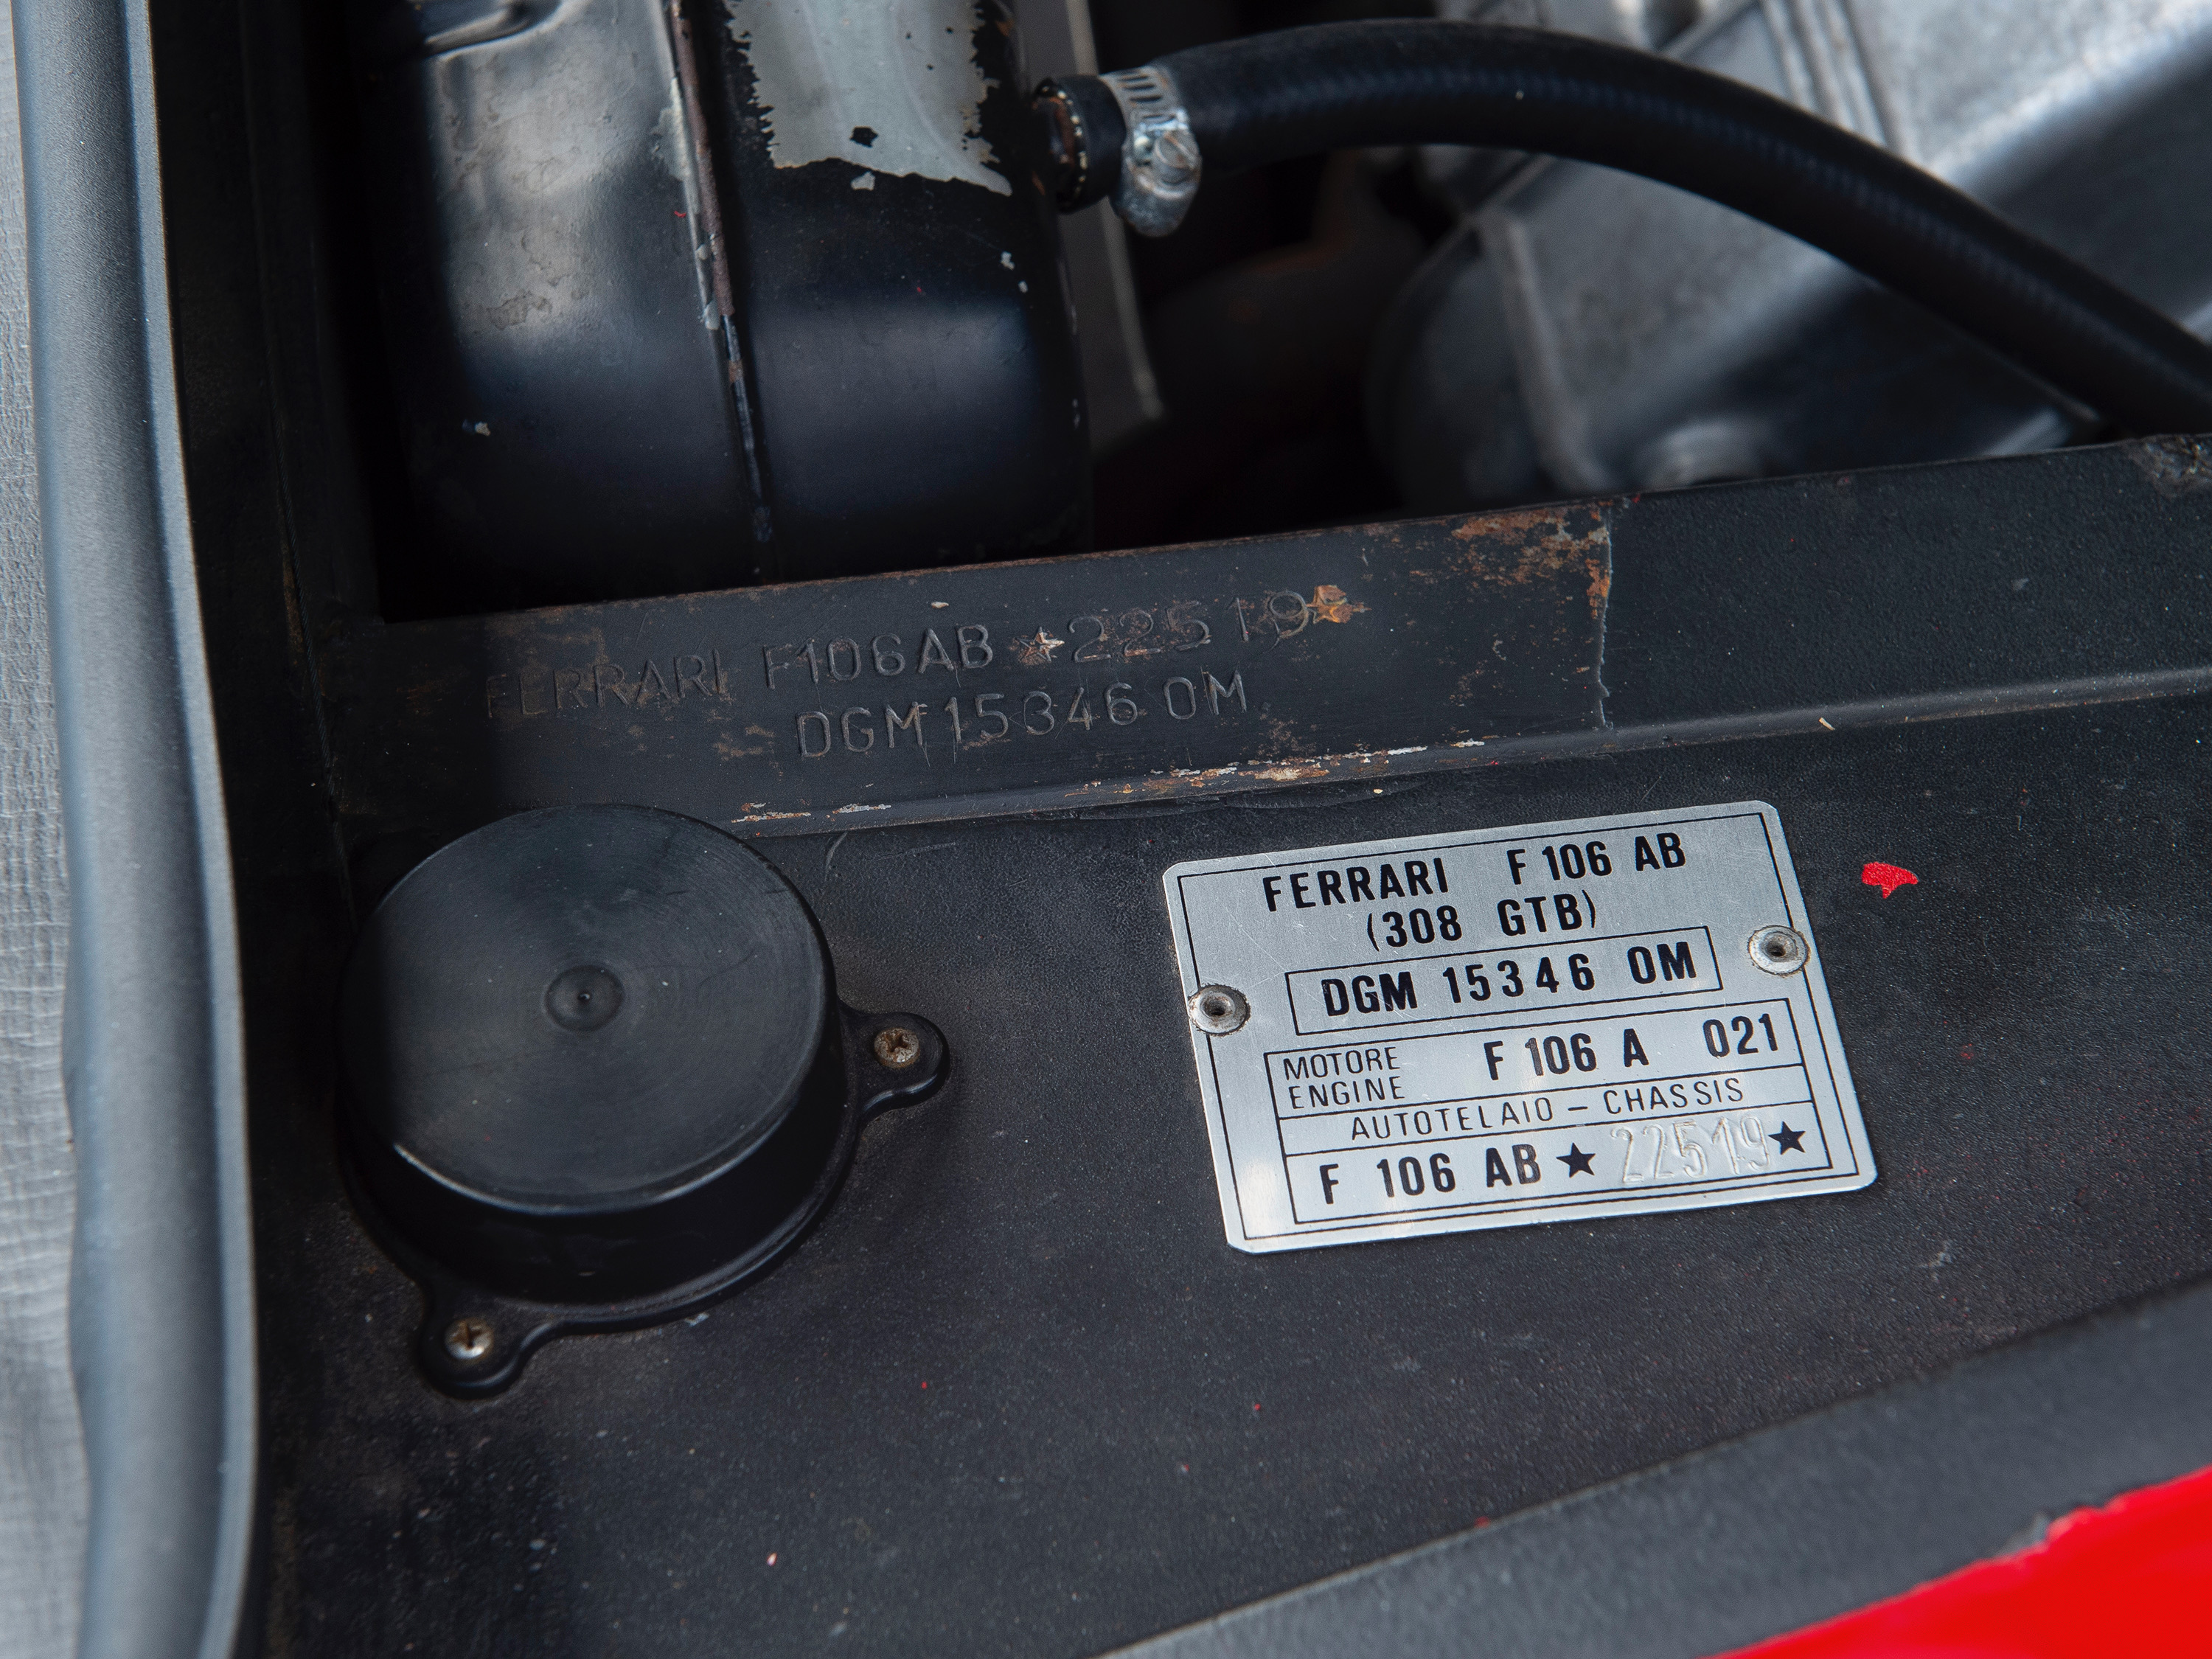 FERRARI F106AB ★22519★
DGM 15346 OM
FERRARI F 106 AB
(308 GTB)
DGM 15346 OM
MOTORE F 106 A 021
ENGINE
AUTOTELAIO – CHASSIS
F 106 AB ★ 22519 ★